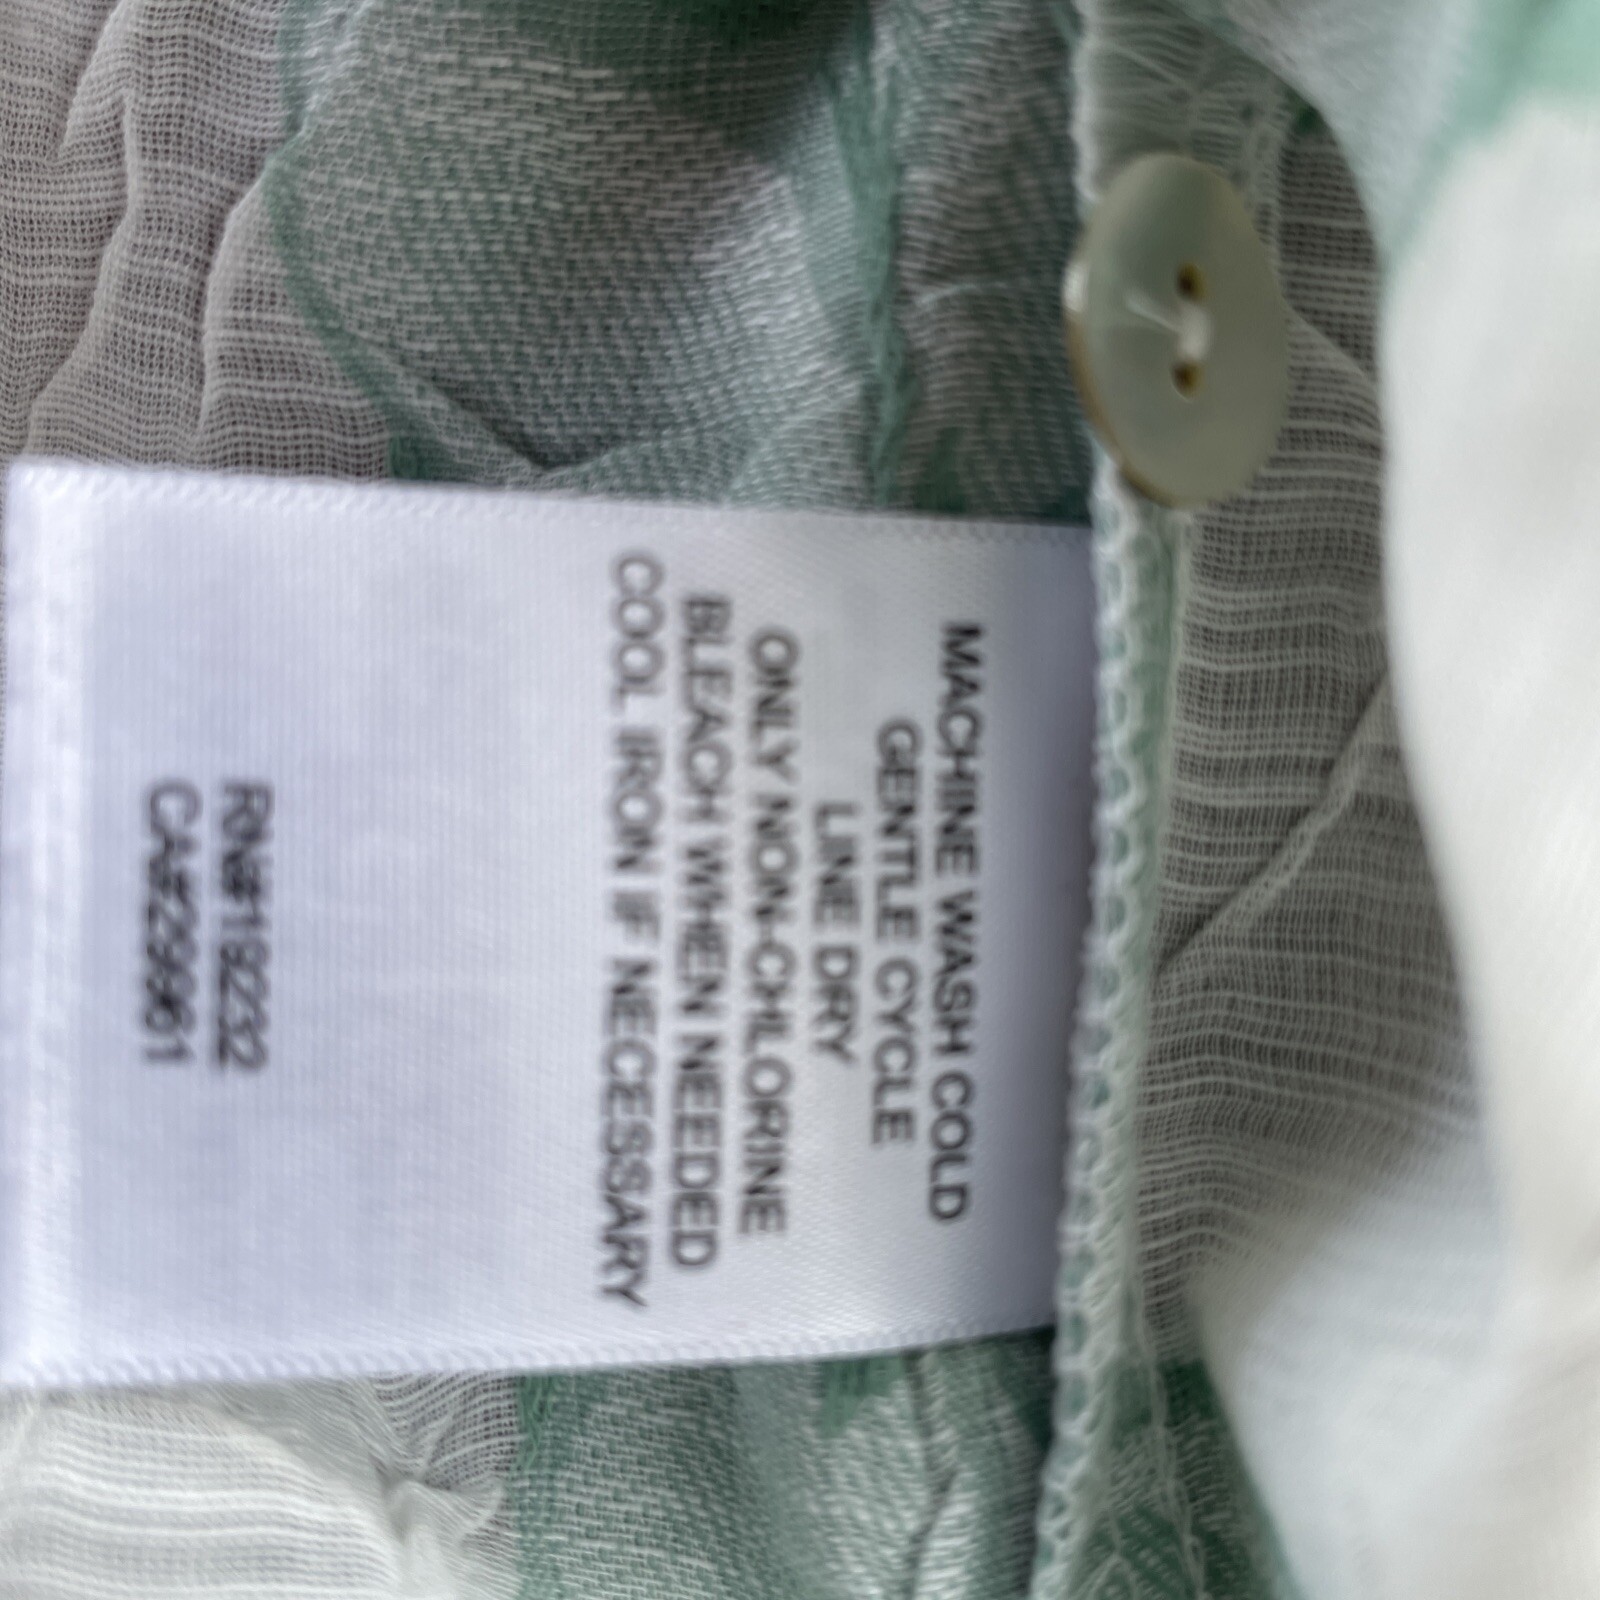 MACHINE WASH COLD
GENTLE CYCLE
LINE DRY
ONLY NON-CHLORINE
BLEACH WHEN NEEDED
COOL IRON IF NECESSARY
RN#19232
CA#29961